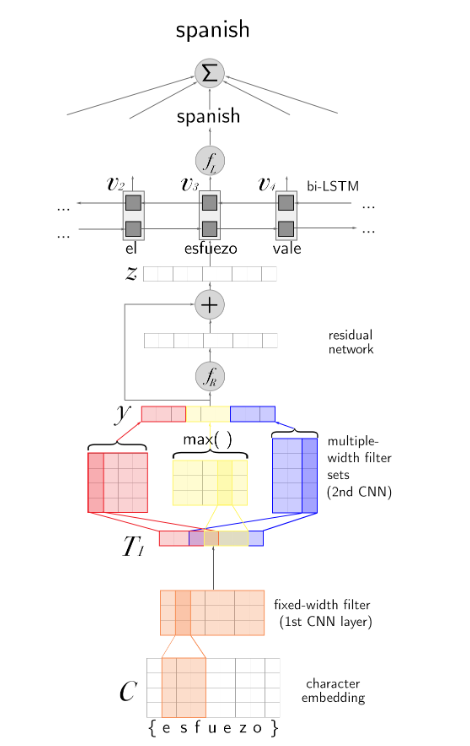 spanish
Σ
spanish
f_L
v_2 v_3 v_4 bi-LSTM
... ...
... ...
el esfuezo vale
z
+
residual
network
f_R
y
max( )
multiple-
width filter
sets
(2nd CNN)
T_1
fixed-width filter
(1st CNN layer)
C
character
embedding
{ e s f u e z o }